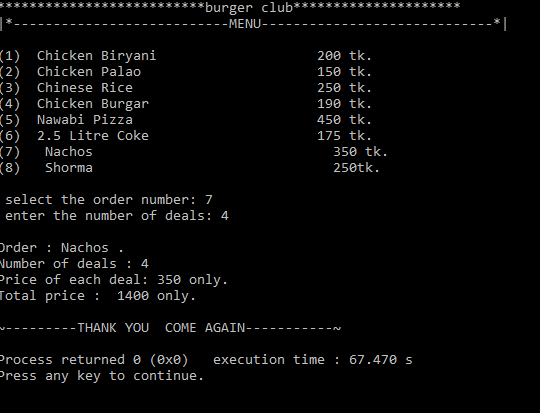 **************************burger club*********************
|*----------------------------MENU-----------------------------*|
(1)  Chicken Biryani                    200 tk.
(2)  Chicken Palao                      150 tk.
(3)  Chinese Rice                       250 tk.
(4)  Chicken Burgar                     190 tk.
(5)  Nawabi Pizza                       450 tk.
(6)  2.5 Litre Coke                     175 tk.
(7)   Nachos                              350 tk.
(8)   Shorma                              250tk.
select the order number: 7
enter the number of deals: 4
Order : Nachos .
Number of deals : 4
Price of each deal: 350 only.
Total price :  1400 only.
~---------THANK YOU  COME AGAIN-----------~
Process returned 0 (0x0)   execution time : 67.470 s
Press any key to continue.